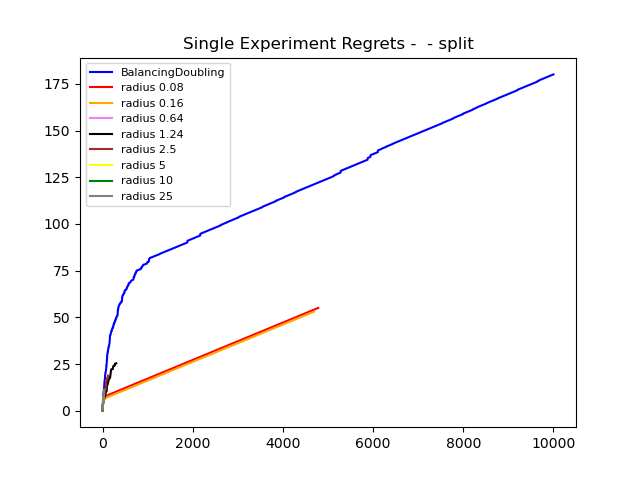 Single Experiment Regrets -  - split
BalancingDoubling
radius 0.08
radius 0.16
radius 0.64
radius 1.24
radius 2.5
radius 5
radius 10
radius 25
175
150
125
100
75
50
25
0
0 2000 4000 6000 8000 10000